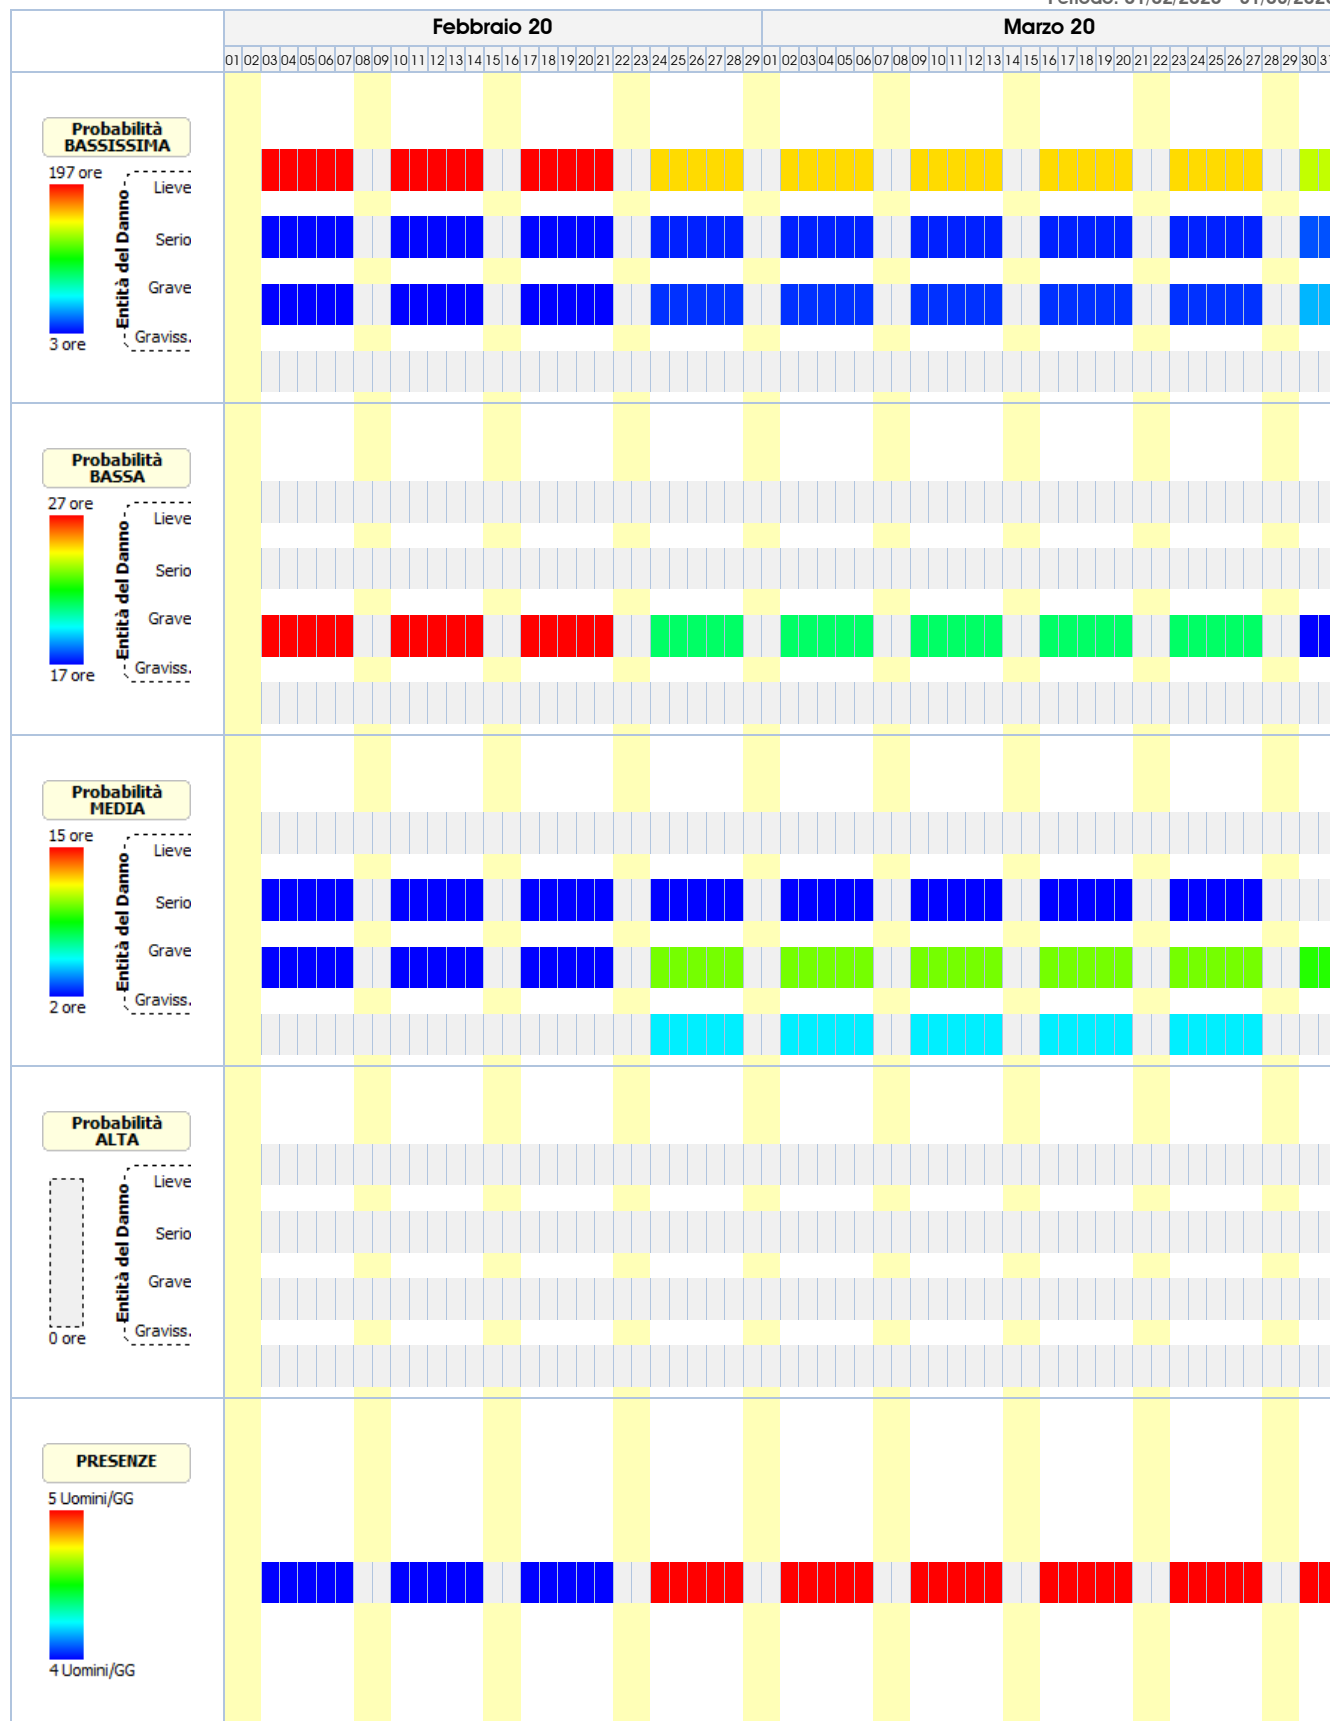 Febbraio 20 Marzo 20
01 02 03 04 05 06 07 08 09 10 11 12 13 14 15 16 17 18 19 20 21 22 23 24 25 26 27 28 29 01 02 03 04 05 06 07 08 09 10 11 12 13 14 15 16 17 18 19 20 21 22 23 24 25 26 27 28 29 30 31
Probabilità
BASSISSIMA
197 ore
Entità del Danno
Lieve
Serio
Grave
Graviss.
3 ore
Probabilità
BASSA
27 ore
Entità del Danno
Lieve
Serio
Grave
Graviss.
17 ore
Probabilità
MEDIA
15 ore
Entità del Danno
Lieve
Serio
Grave
Graviss.
2 ore
Probabilità
ALTA
Entità del Danno
Lieve
Serio
Grave
Graviss.
0 ore
PRESENZE
5 Uomini/GG
4 Uomini/GG